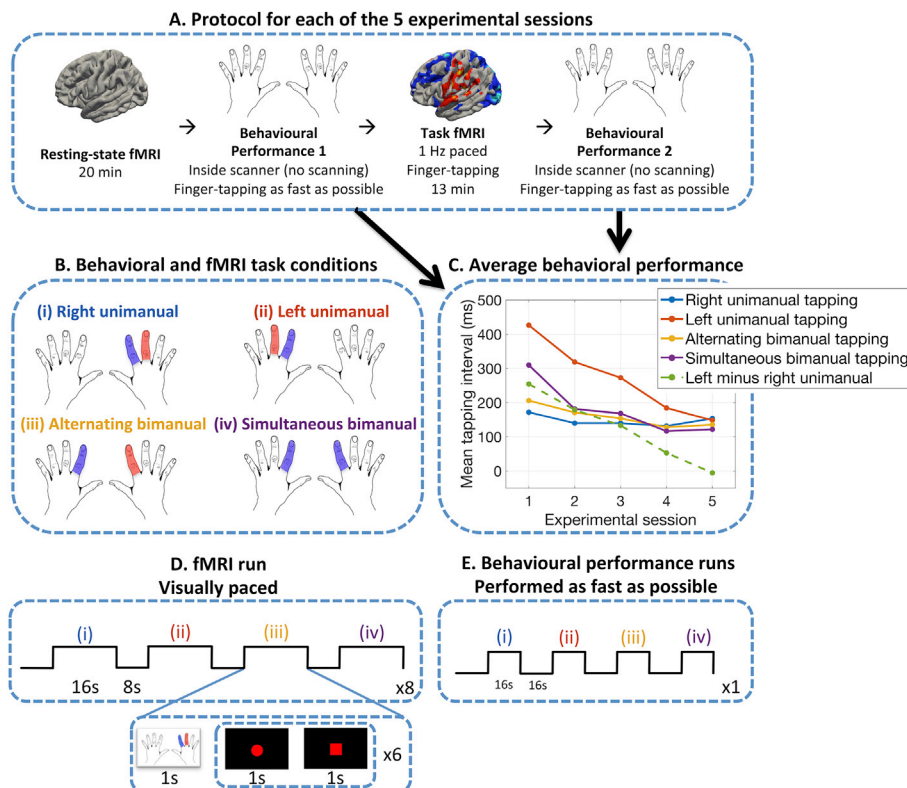 A. Protocol for each of the 5 experimental sessions
Resting-state fMRI
20 min
→
Behavioural
Performance 1
Inside scanner (no scanning)
Finger-tapping as fast as possible
→
Task fMRI
1 Hz paced
Finger-tapping
13 min
→
Behavioural
Performance 2
Inside scanner (no scanning)
Finger-tapping as fast as possible
B. Behavioral and fMRI task conditions
(i) Right unimanual
(ii) Left unimanual
(iii) Alternating bimanual
(iv) Simultaneous bimanual
C. Average behavioral performance
Mean tapping interval (ms)
500
400
300
200
100
0
1 2 3 4 5
Experimental session
Right unimanual tapping
Left unimanual tapping
Alternating bimanual tapping
Simultaneous bimanual tapping
Left minus right unimanual
D. fMRI run
Visually paced
(i) (ii) (iii) (iv)
16s 8s x8
x6
1s 1s 1s
E. Behavioural performance runs
Performed as fast as possible
(i) (ii) (iii) (iv)
16s 16s x1